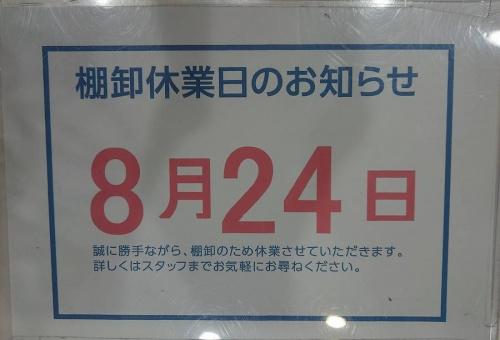 棚卸休業日のお知らせ
8月24日
誠に勝手ながら、棚卸のため休業させていただきます。
詳しくはスタッフまでお気軽にお尋ねください。